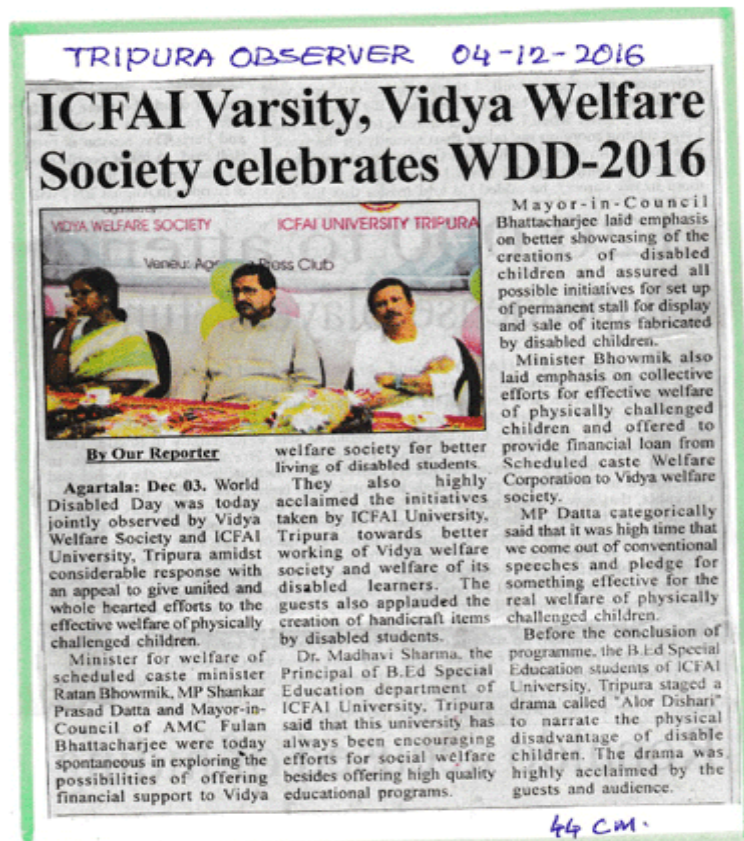 TRIPURA OBSERVER 04-12-2016
ICFAI Varsity, Vidya Welfare
Society celebrates WDD-2016
VIDYA WELFARE SOCIETY
ICFAI UNIVERSITY TRIPURA
Veneu: Press Club
By Our Reporter
Agartala: Dec 03. World
Disabled Day was today
jointly observed by Vidya
Welfare Society and ICFAI
University, Tripura amidst
considerable response with
an appeal to give united and
whole hearted efforts to the
effective welfare of physically
challenged children.
Minister for welfare of
scheduled caste minister
Ratan Bhowmik, MP Shankar
Prasad Datta and Mayor-in-
Council of AMC Fulan
Bhattacharjee were today
spontaneous in exploring the
possibilities of offering
financial support to Vidya
welfare society for better
living of disabled students.
They also highly
acclaimed the initiatives
taken by ICFAI University,
Tripura towards better
working of Vidya welfare
society and welfare of its
disabled learners. The
guests also applauded the
creation of handicraft items
by disabled students.
Dr. Madhavi Sharma, the
Principal of B.Ed Special
Education department of
ICFAI University, Tripura
said that this university has
always been encouraging
efforts for social welfare
besides offering high quality
educational programs.
Mayor-in-Council
Bhattacharjee laid emphasis
on better showcasing of the
creations of disabled
children and assured all
possible initiatives for set up
of permanent stall for display
and sale of items fabricated
by disabled children.
Minister Bhowmik also
laid emphasis on collective
efforts for effective welfare
of physically challenged
children and offered to
provide financial loan from
Scheduled caste Welfare
Corporation to Vidya welfare
society.
MP Datta categorically
said that it was high time that
we come out of conventional
speeches and pledge for
something effective for the
real welfare of physically
challenged children.
Before the conclusion of
programme, the B.Ed Special
Education students of ICFAI
University, Tripura staged a
drama called "Alor Dishari"
to narrate the physical
disadvantage of disable
children. The drama was
highly acclaimed by the
guests and audience.
44 CM.